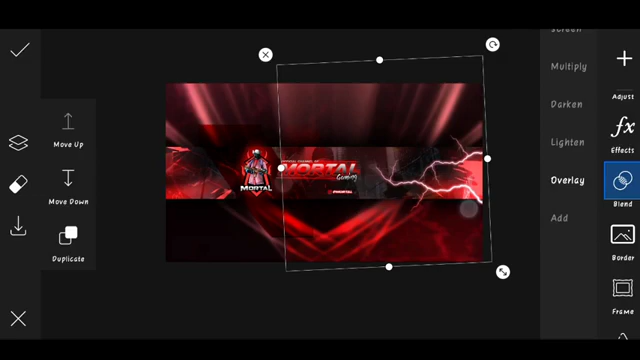 Screen
Multiply
Darken
Lighten
Overlay
Add
Adjust
fx
Effects
Blend
Border
Frame
Move Up
Move Down
Duplicate
MORTAL
MORTAL
Gaming